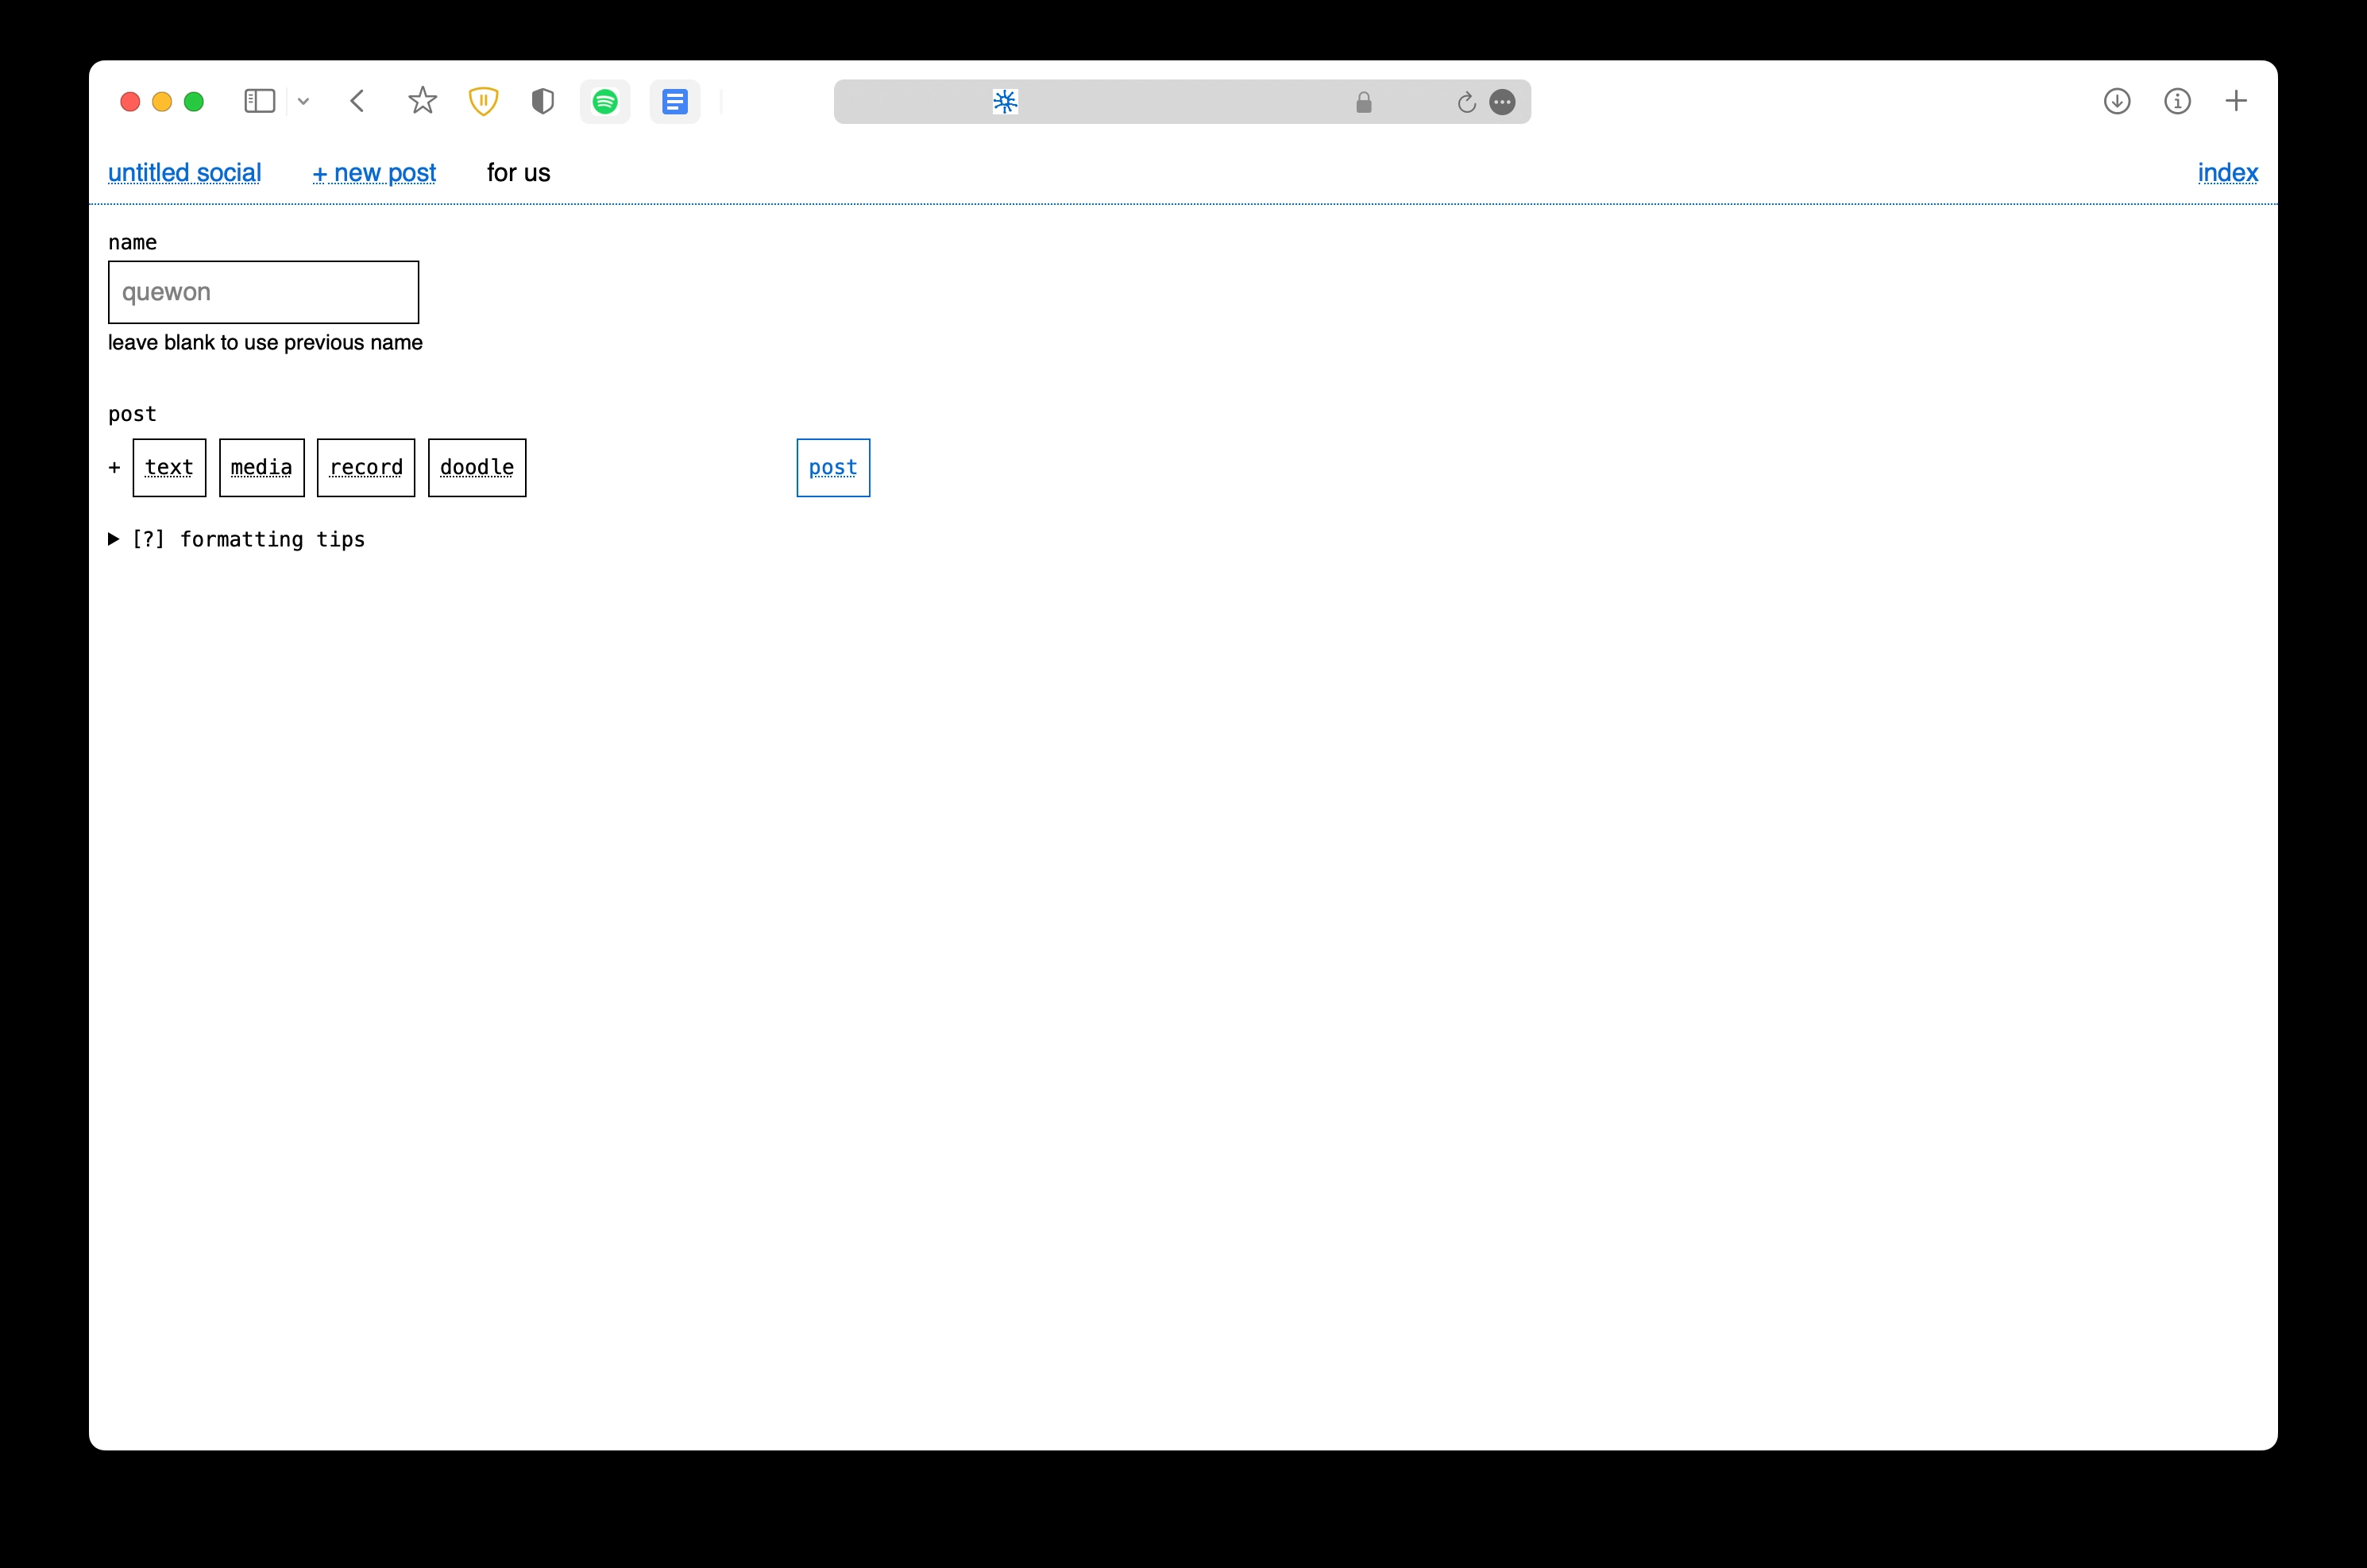 untitled social + new post for us index
name
quewon
leave blank to use previous name
post
+ text media record doodle post
▶ [?] formatting tips